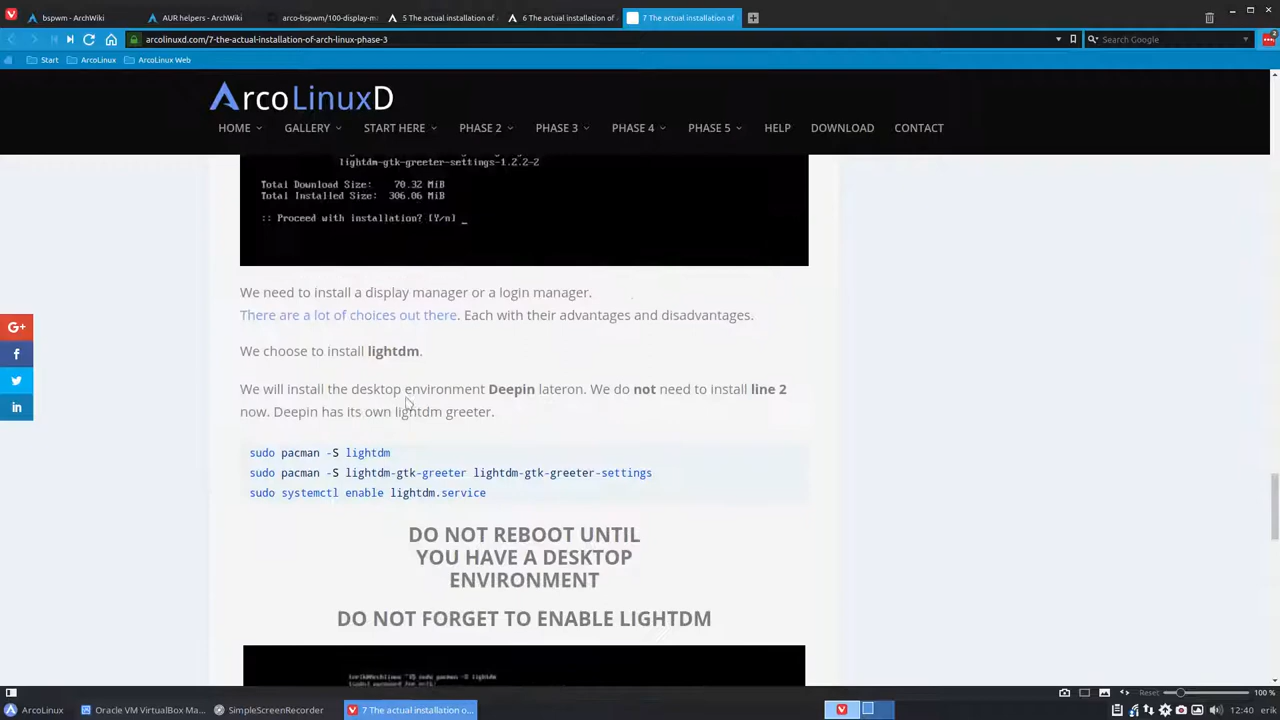 bspwm - ArchWiki
AUR helpers - ArchWiki
arco-bspwm/100-display-m
5 The actual installation of
6 The actual installation of
7 The actual installation of
arcolinuxd.com/7-the-actual-installation-of-arch-linux-phase-3
Search Google
2
Start
ArcoLinux
ArcoLinux Web
ArcoLinuxD
HOME
GALLERY
START HERE
PHASE 2
PHASE 3
PHASE 4
PHASE 5
HELP
DOWNLOAD
CONTACT
lightdm-gtk-greeter-settings-1.2.2-2
Total Download Size: 70.32 MiB
Total Installed Size: 306.06 MiB
:: Proceed with installation? [Y/n] _
We need to install a display manager or a login manager.
There are a lot of choices out there. Each with their advantages and disadvantages.
We choose to install lightdm.
We will install the desktop environment Deepin lateron. We do not need to install line 2
now. Deepin has its own lightdm greeter.
sudo pacman -S lightdm
sudo pacman -S lightdm-gtk-greeter lightdm-gtk-greeter-settings
sudo systemctl enable lightdm.service
DO NOT REBOOT UNTIL
YOU HAVE A DESKTOP
ENVIRONMENT
DO NOT FORGET TO ENABLE LIGHTDM
sudo pacman -S lightdm
G+
f
in
Reset
100 %
ArcoLinux
Oracle VM VirtualBox Ma...
SimpleScreenRecorder
7 The actual installation o...
12:40
erik